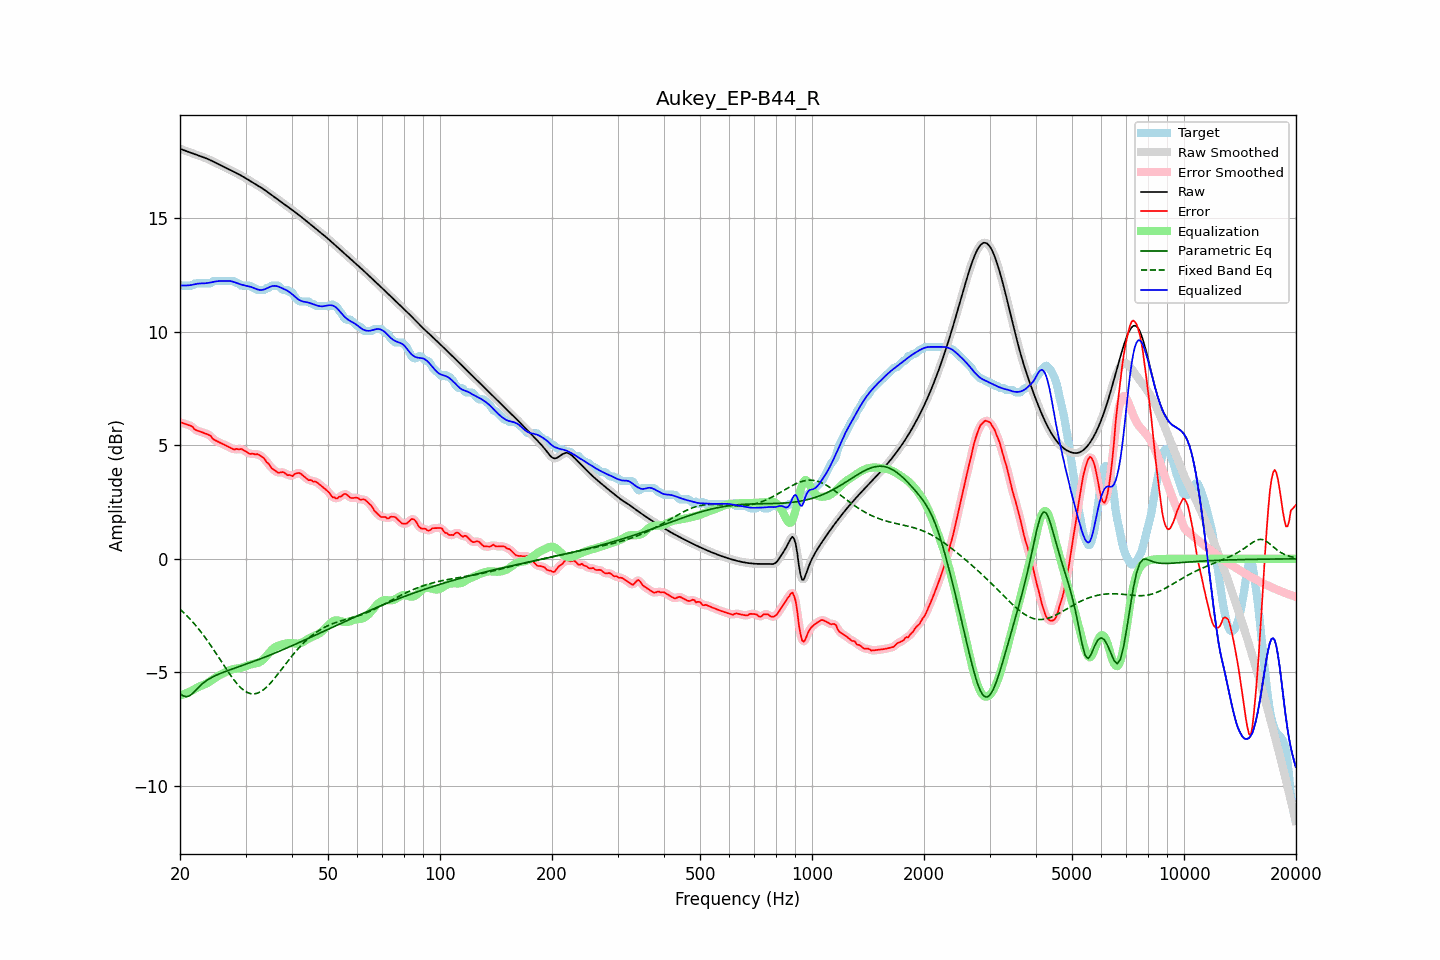 Aukey_EP-B44_R
Target
Raw Smoothed
Error Smoothed
Raw
Error
Equalization
Parametric Eq
Fixed Band Eq
Equalized
Amplitude (dBr)
15
10
5
0
−5
−10
20 50 100 200 500 1000 2000 5000 10000 20000
Frequency (Hz)